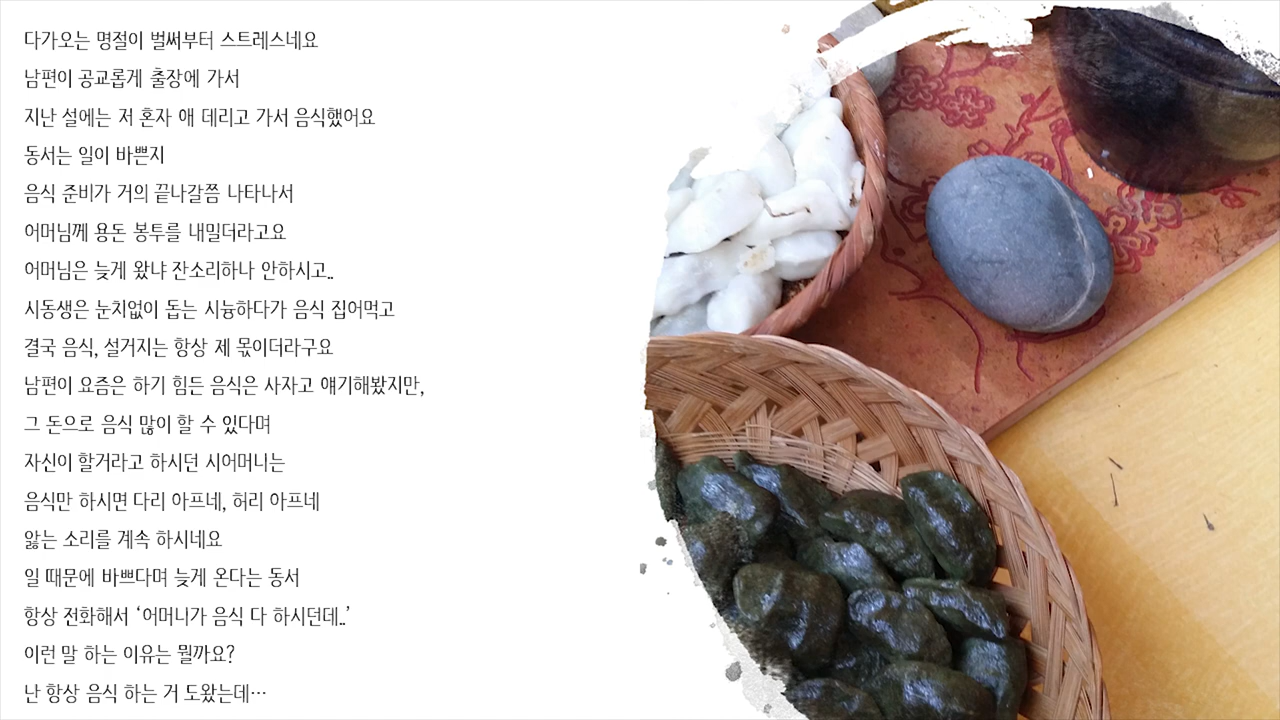 다가오는 명절이 벌써부터 스트레스네요
남편이 공교롭게 출장에 가서
지난 설에는 저 혼자 애 데리고 가서 음식했어요
동서는 일이 바쁜지
음식 준비가 거의 끝나갈쯤 나타나서
어머님께 용돈 봉투를 내밀더라고요
어머님은 늦게 왔냐 잔소리하나 안하시고..
시동생은 눈치없이 돕는 시늉하다가 음식 집어먹고
결국 음식, 설거지는 항상 제 몫이더라구요
남편이 요즘은 하기 힘든 음식은 사자고 얘기해봤지만,
그 돈으로 음식 많이 할 수 있다며
자신이 할거라고 하시던 시어머니는
음식만 하시면 다리 아프네, 허리 아프네
앓는 소리를 계속 하시네요
일 때문에 바쁘다며 늦게 온다는 동서
항상 전화해서 ‘어머니가 음식 다 하시던데..’
이런 말 하는 이유는 뭘까요?
난 항상 음식 하는 거 도왔는데…